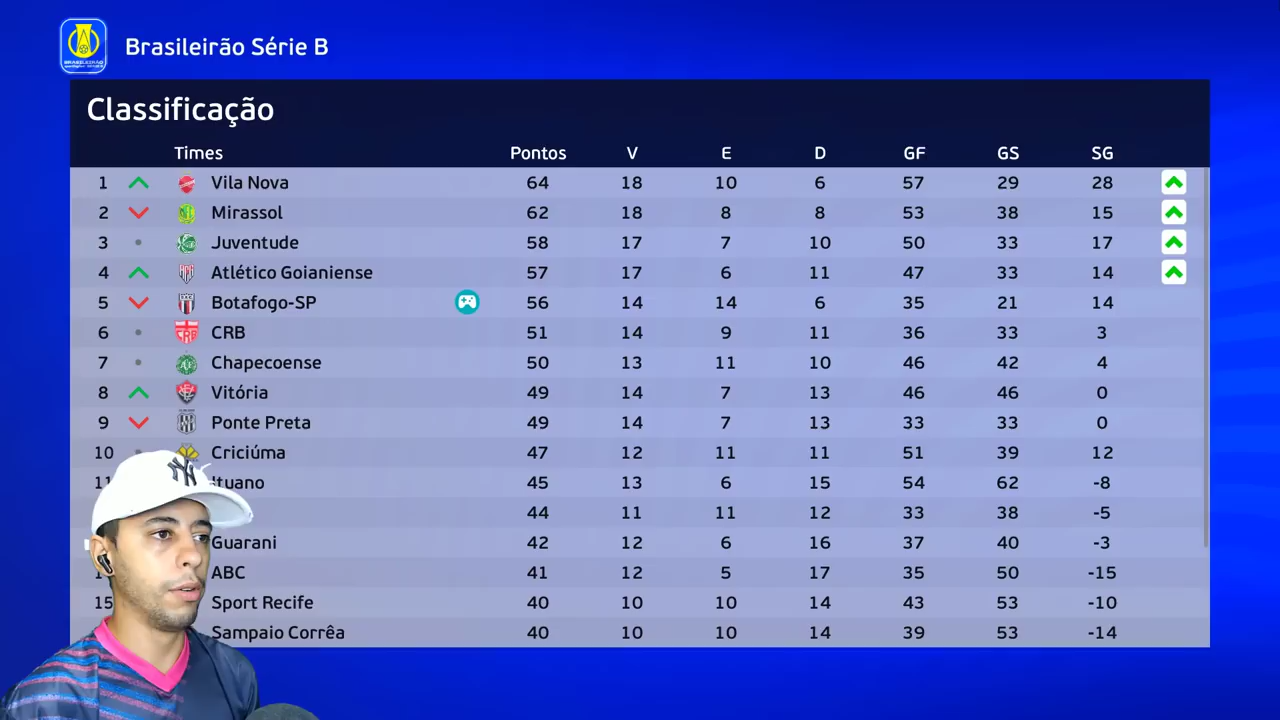 Brasileirão Série B
Classificação
Times Pontos V E D GF GS SG
1 Vila Nova 64 18 10 6 57 29 28
2 Mirassol 62 18 8 8 53 38 15
3 Juventude 58 17 7 10 50 33 17
4 Atlético Goianiense 57 17 6 11 47 33 14
5 Botafogo-SP 56 14 14 6 35 21 14
6 CRB 51 14 9 11 36 33 3
7 Chapecoense 50 13 11 10 46 42 4
8 Vitória 49 14 7 13 46 46 0
9 Ponte Preta 49 14 7 13 33 33 0
10 Criciúma 47 12 11 11 51 39 12
Ituano 45 13 6 15 54 62 -8
44 11 11 12 33 38 -5
Guarani 42 12 6 16 37 40 -3
ABC 41 12 5 17 35 50 -15
15 Sport Recife 40 10 10 14 43 53 -10
Sampaio Corrêa 40 10 10 14 39 53 -14